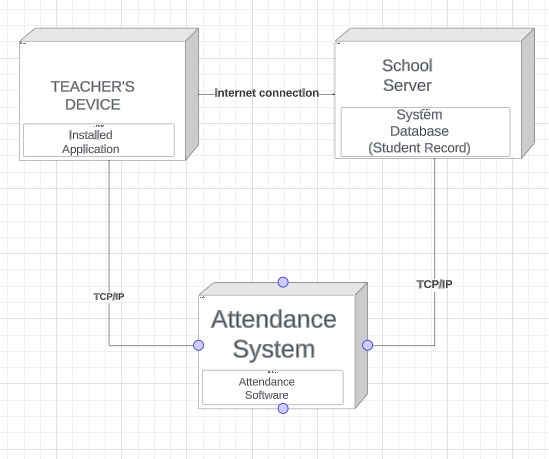 TEACHER'S
DEVICE
Installed
Application
Internet connection
School
Server
System
Database
(Student Record)
TCP/IP
TCP/IP
Attendance
System
Attendance
Software